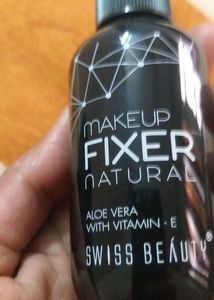 MAKEUP
FIXER
NATURAL
ALOE VERA
WITH VITAMIN - E
SWISS BEAUTY®